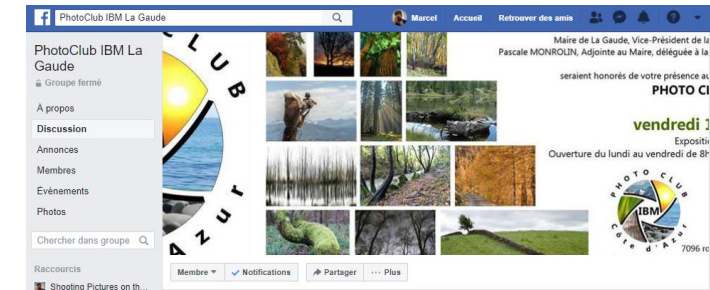 PhotoClub IBM La Gaude
Marcel Accueil Retrouver des amis
PhotoClub IBM La
Gaude
Groupe fermé
À propos
Discussion
Annonces
Membres
Évènements
Photos
Chercher dans groupe
Raccourcis
Shooting Pictures on th...
CLUB
d'Azur
Maire de La Gaude, Vice-Président de la
Pascale MONROLIN, Adjointe au Maire, déléguée à la
seraient honorés de votre présence au
PHOTO CL
vendredi 1
Expositi
Ouverture du lundi au vendredi de 8h
PHOTO CLUB
IBM
Côte d'Azur
7096 ro
Membre
Notifications
Partager
Plus